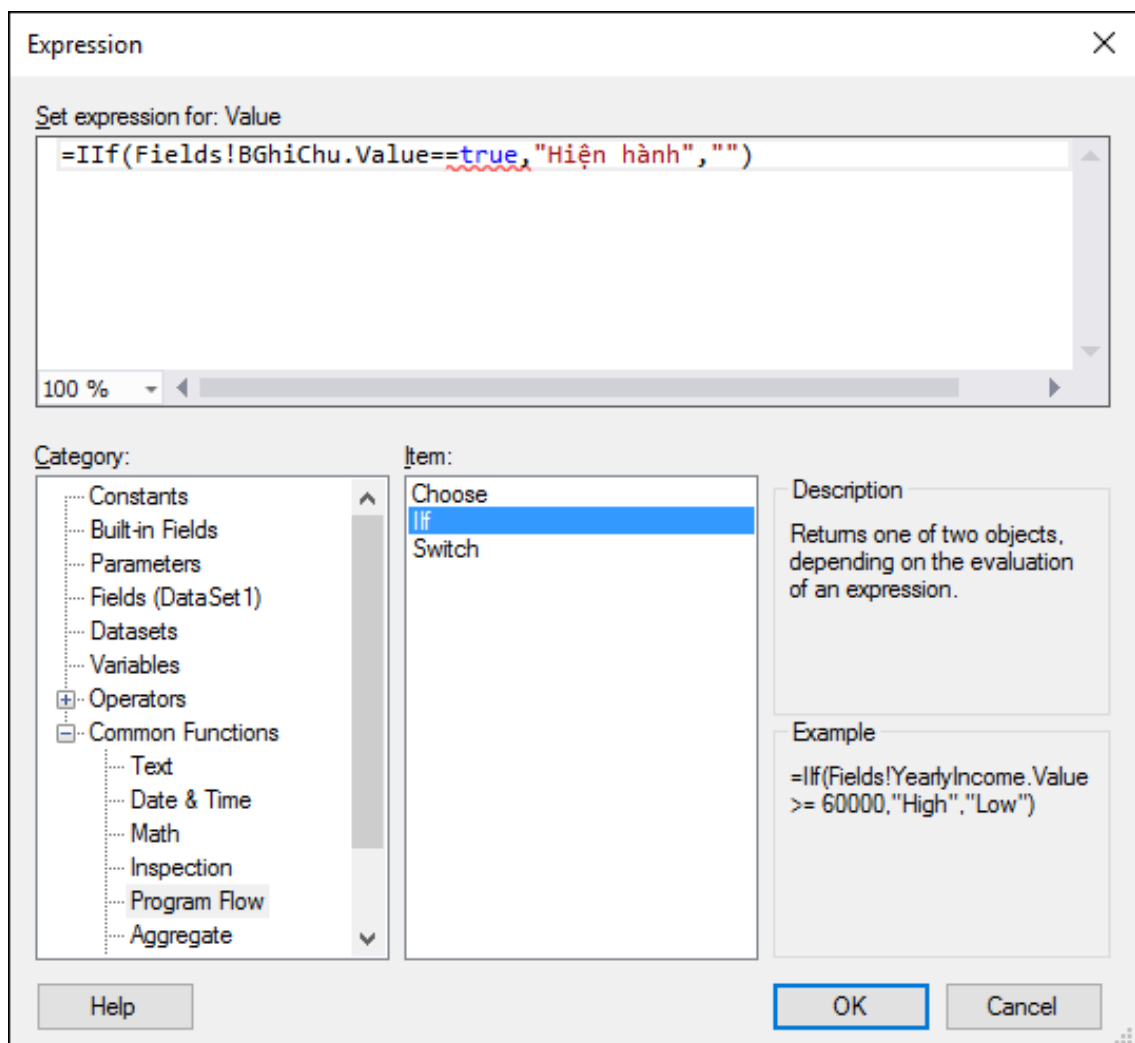 Expression
Set expression for: Value
=IIf(Fields!BGhiChu.Value==true,"Hiện hành","")
100 %
Category:
Constants
Built-in Fields
Parameters
Fields (DataSet1)
Datasets
Variables
Operators
Common Functions
Text
Date & Time
Math
Inspection
Program Flow
Aggregate
Item:
Choose
IIf
Switch
Description
Returns one of two objects,
depending on the evaluation
of an expression.
Example
=IIf(Fields!YearlyIncome.Value
>= 60000,"High","Low")
Help
OK
Cancel